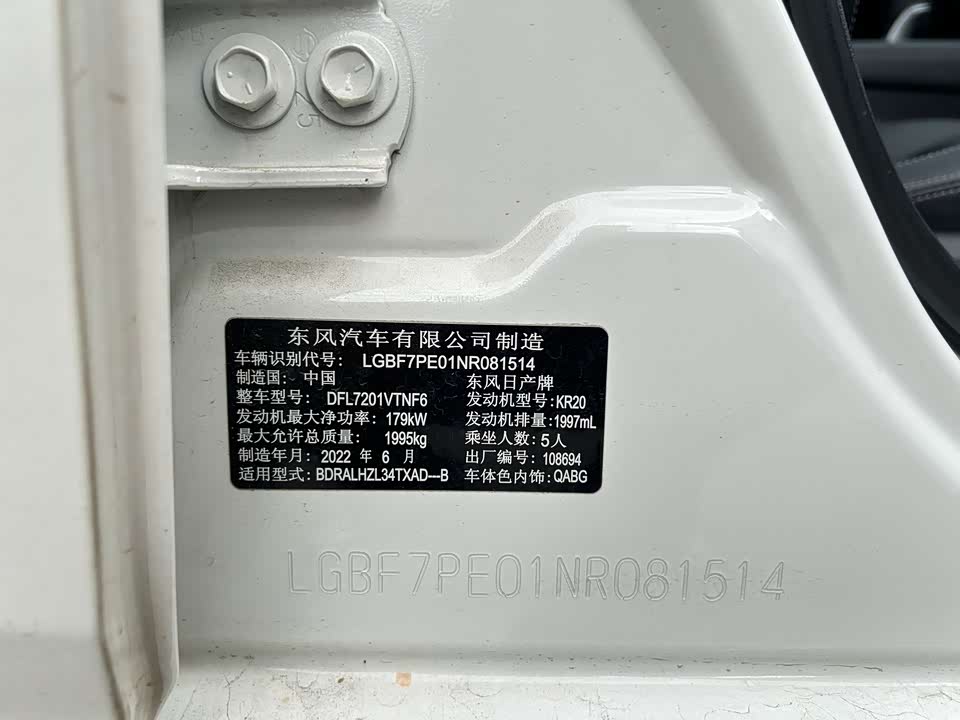 东风汽车有限公司制造
车辆识别代号： LGBF7PE01NR081514
制造国： 中国 东风日产牌
整车型号： DFL7201VTNF6 发动机型号:KR20
发动机最大净功率： 179kW 发动机排量:1997mL
最大允许总质量： 1995kg 乘坐人数:5人
制造年月：2022 年 6 月 出厂编号: 108694
适用型式：BDRALHZL34TXAD---B 车体色内饰:QABG
LGBF7PE01NR081514